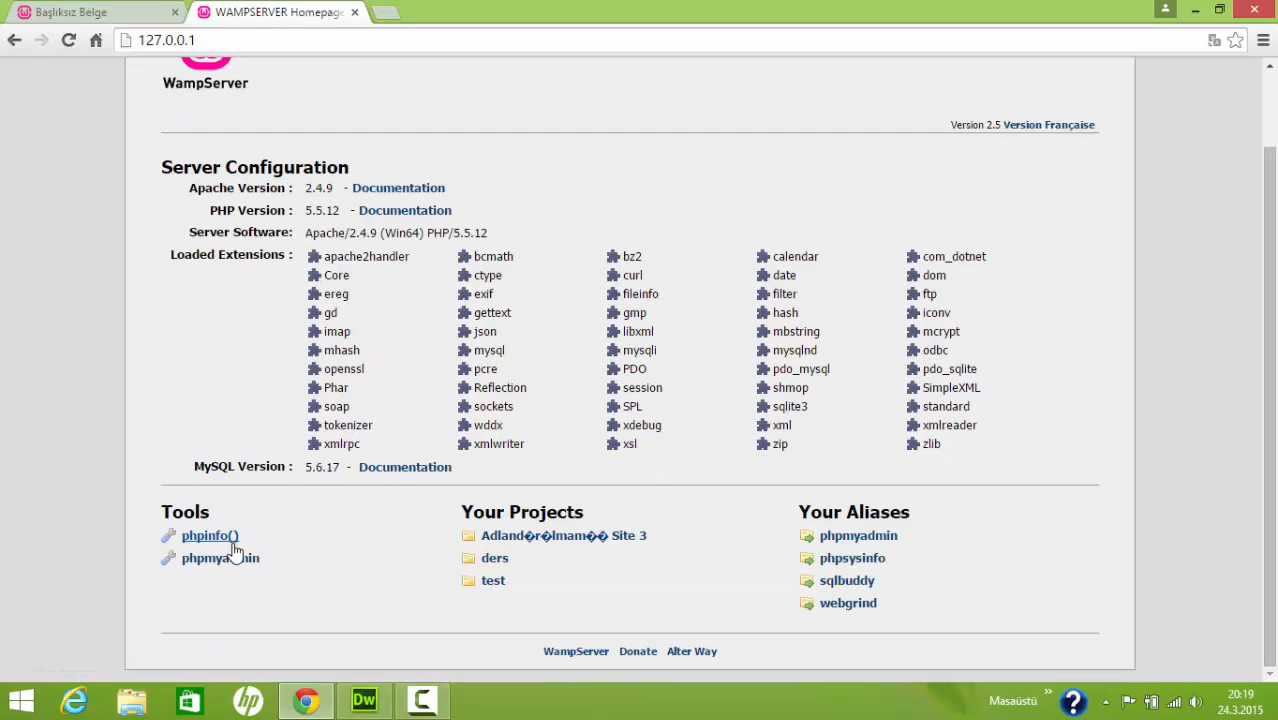 Başlıksız Belge
WAMPSERVER Homepage
127.0.0.1
WampServer
Version 2.5 Version Française
Server Configuration
Apache Version : 2.4.9 - Documentation
PHP Version : 5.5.12 - Documentation
Server Software: Apache/2.4.9 (Win64) PHP/5.5.12
Loaded Extensions : apache2handler bcmath bz2 calendar com_dotnet
Core ctype curl date dom
ereg exif fileinfo filter ftp
gd gettext gmp hash iconv
imap json libxml mbstring mcrypt
mhash mysql mysqli mysqlnd odbc
openssl pcre PDO pdo_mysql pdo_sqlite
Phar Reflection session shmop SimpleXML
soap sockets SPL sqlite3 standard
tokenizer wddx xdebug xml xmlreader
xmlrpc xmlwriter xsl zip zlib
MySQL Version : 5.6.17 - Documentation
Tools Your Projects Your Aliases
phpinfo() Adland�r�lmam�� Site 3 phpmyadmin
phpmyadmin ders phpsysinfo
test sqlbuddy
webgrind
WampServer Donate Alter Way
hp Dw C Masaüstü » ? 20:19
24.3.2015